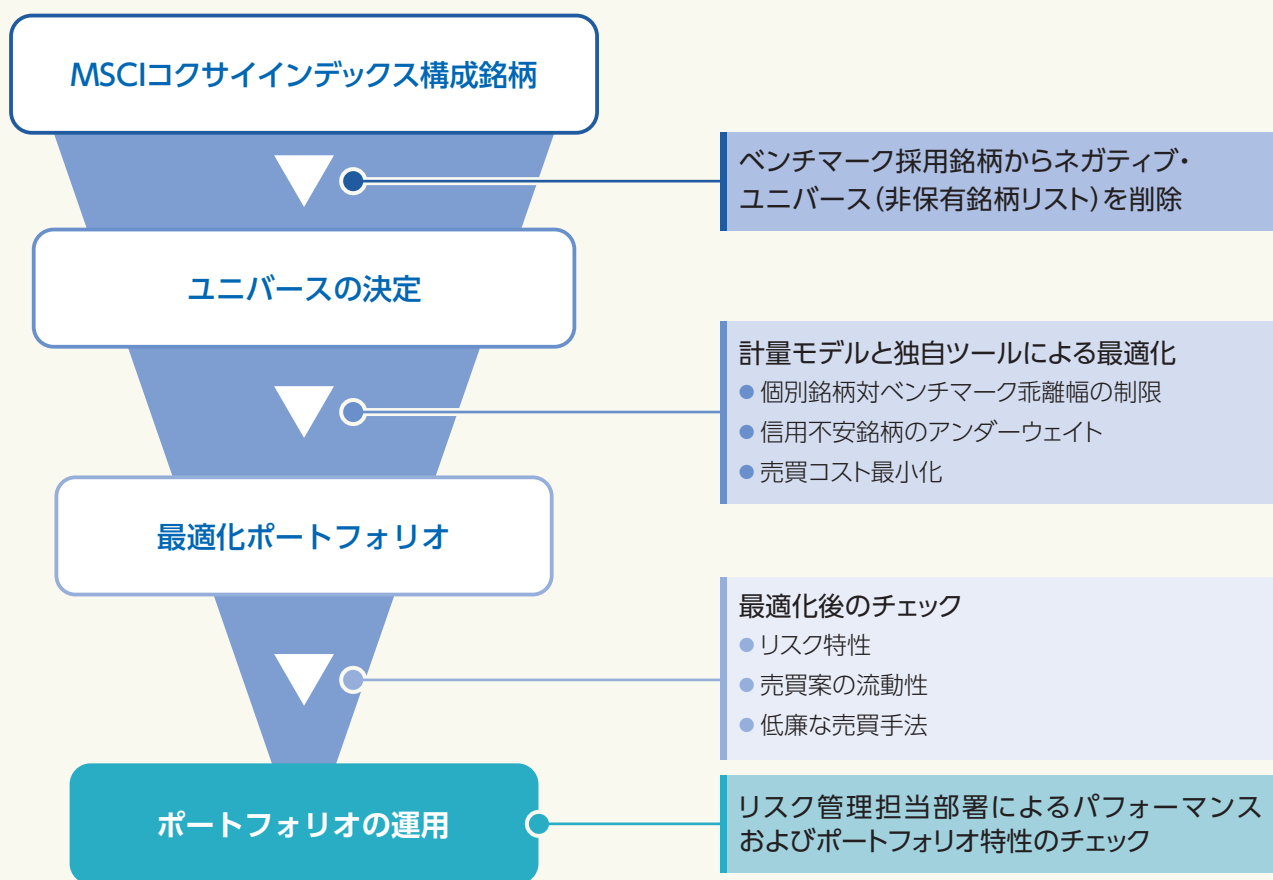 MSCIコクサイインデックス構成銘柄
ベンチマーク採用銘柄からネガティブ・
ユニバース(非保有銘柄リスト)を削除
ユニバースの決定
計量モデルと独自ツールによる最適化
● 個別銘柄対ベンチマーク乖離幅の制限
● 信用不安銘柄のアンダーウェイト
● 売買コスト最小化
最適化ポートフォリオ
最適化後のチェック
● リスク特性
● 売買案の流動性
● 低廉な売買手法
ポートフォリオの運用
リスク管理担当部署によるパフォーマンス
およびポートフォリオ特性のチェック